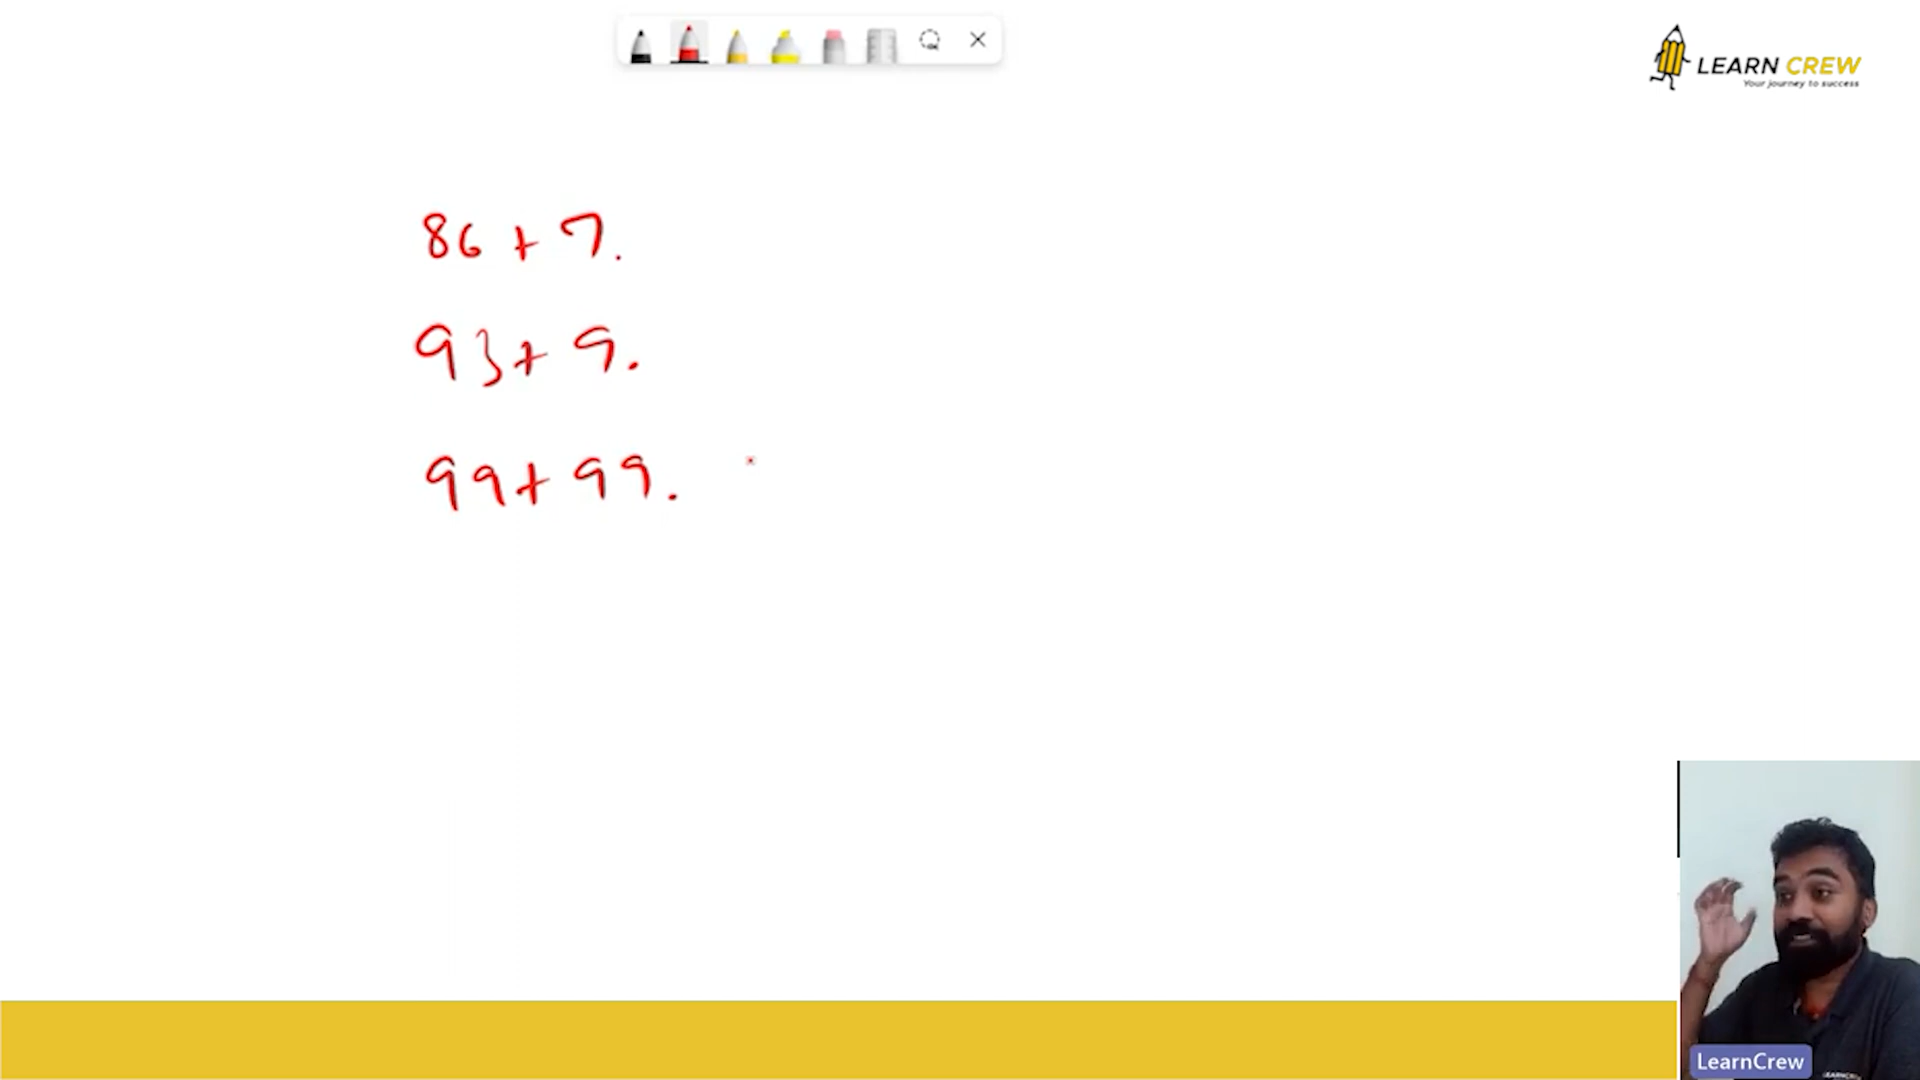 LEARN CREW
Your journey to success
86 + 7.
93 + 9.
99 + 99.
LearnCrew